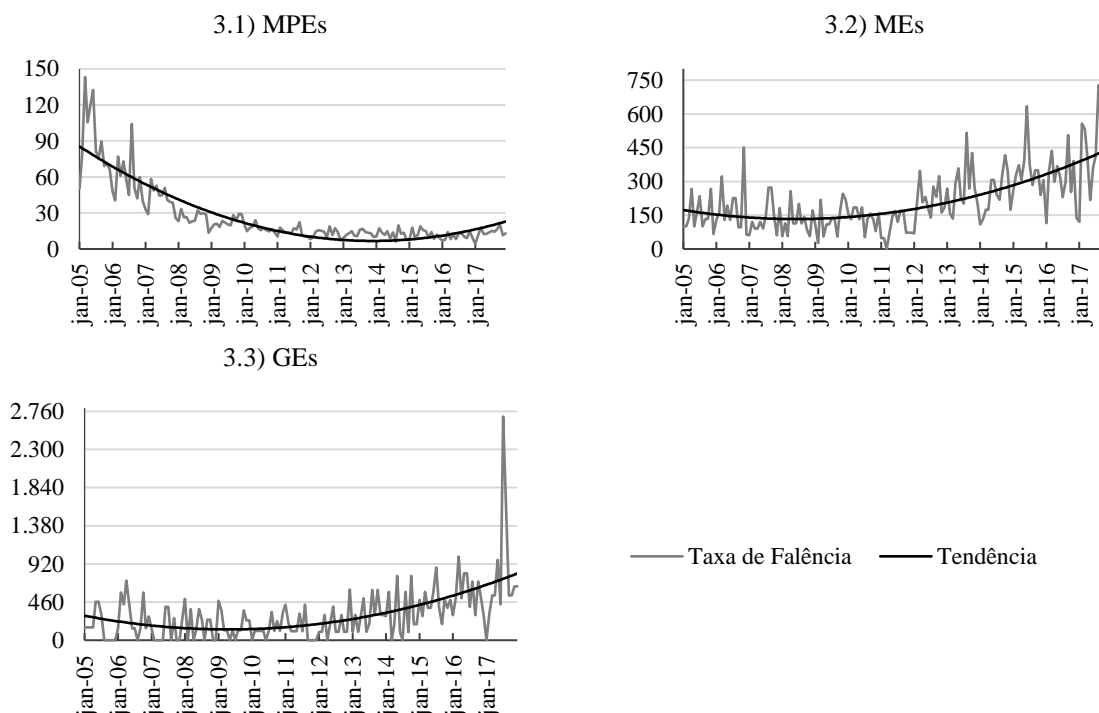 3.1) MPEs
150
120
90
60
30
0
jan-05
jan-06
jan-07
jan-08
jan-09
jan-10
jan-11
jan-12
jan-13
jan-14
jan-15
jan-16
jan-17
3.2) MEs
750
600
450
300
150
0
jan-05
jan-06
jan-07
jan-08
jan-09
jan-10
jan-11
jan-12
jan-13
jan-14
jan-15
jan-16
jan-17
3.3) GEs
2.760
2.300
1.840
1.380
920
460
0
jan-05
jan-06
jan-07
jan-08
jan-09
jan-10
jan-11
jan-12
jan-13
jan-14
jan-15
jan-16
jan-17
Taxa de Falência
Tendência